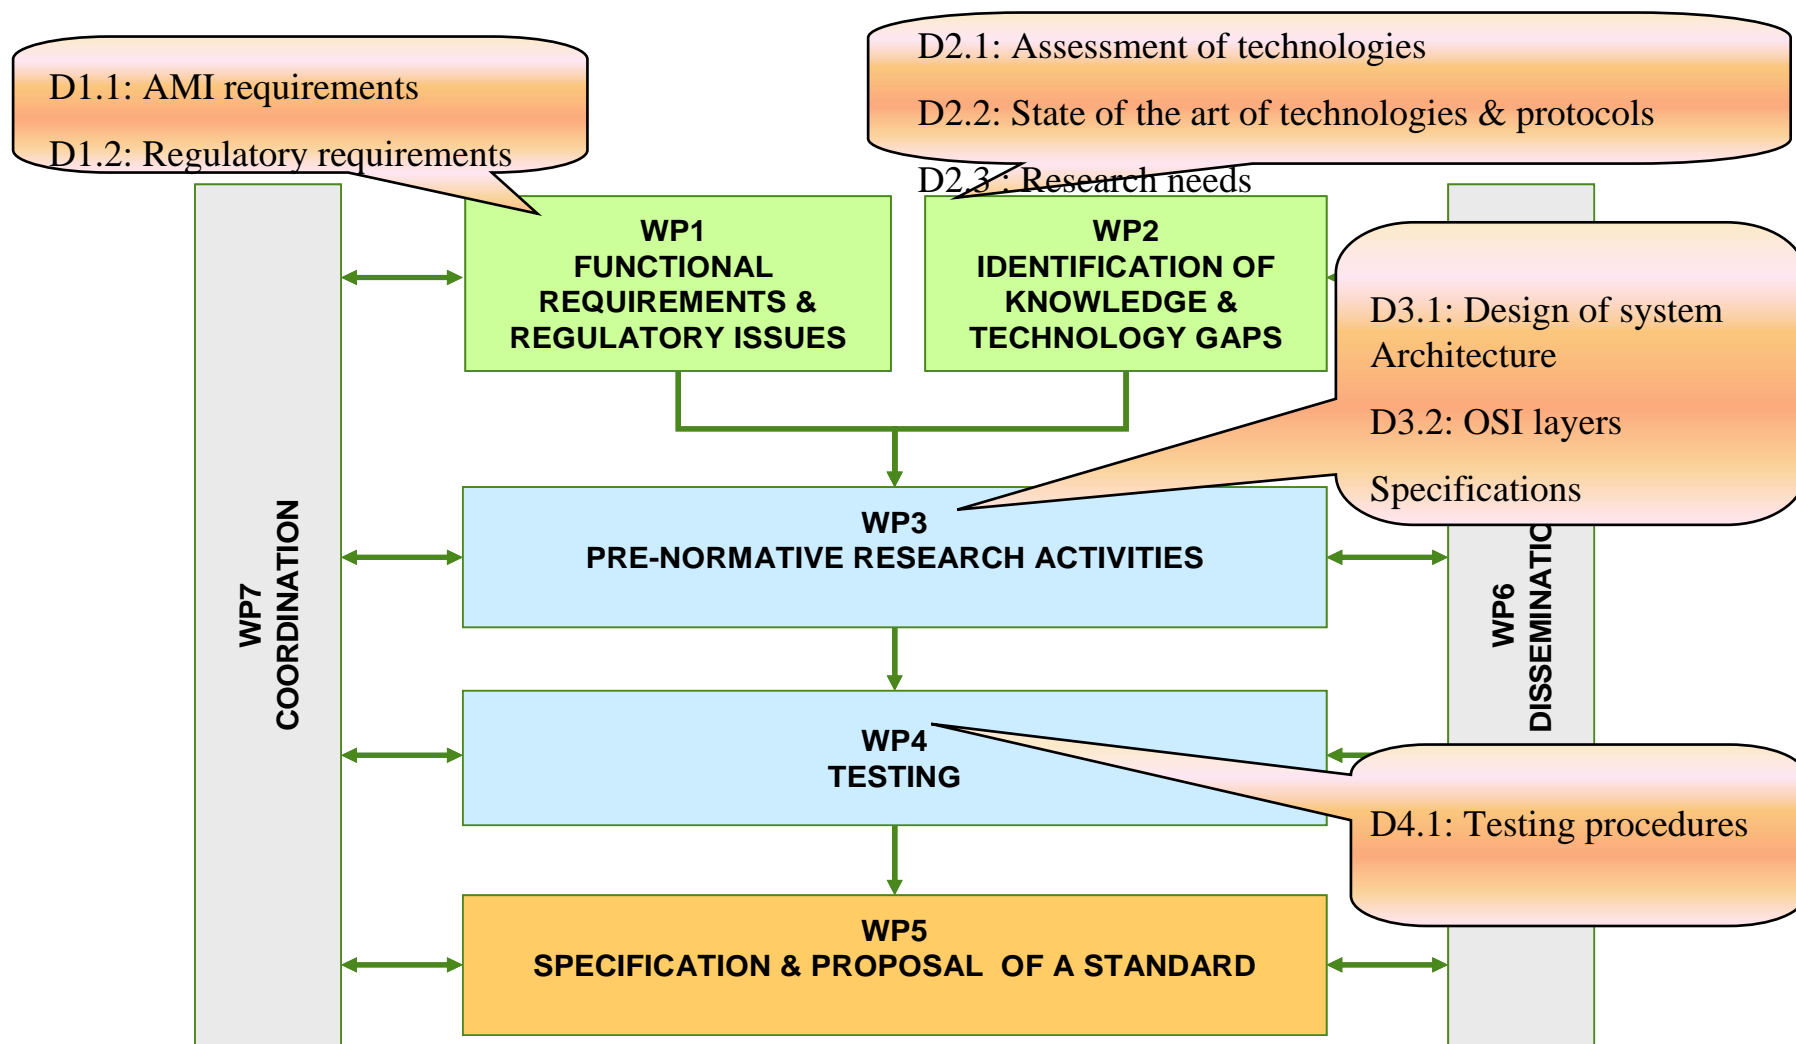 D1.1: AMI requirements
D1.2: Regulatory requirements
D2.1: Assessment of technologies
D2.2: State of the art of technologies & protocols
D2.3 : Research needs
WP1
FUNCTIONAL
REQUIREMENTS &
REGULATORY ISSUES
WP2
IDENTIFICATION OF
KNOWLEDGE &
TECHNOLOGY GAPS
D3.1: Design of system
Architecture
D3.2: OSI layers
Specifications
WP7
COORDINATION
WP3
PRE-NORMATIVE RESEARCH ACTIVITIES
WP6
DISSEMINATIO
WP4
TESTING
D4.1: Testing procedures
WP5
SPECIFICATION & PROPOSAL OF A STANDARD